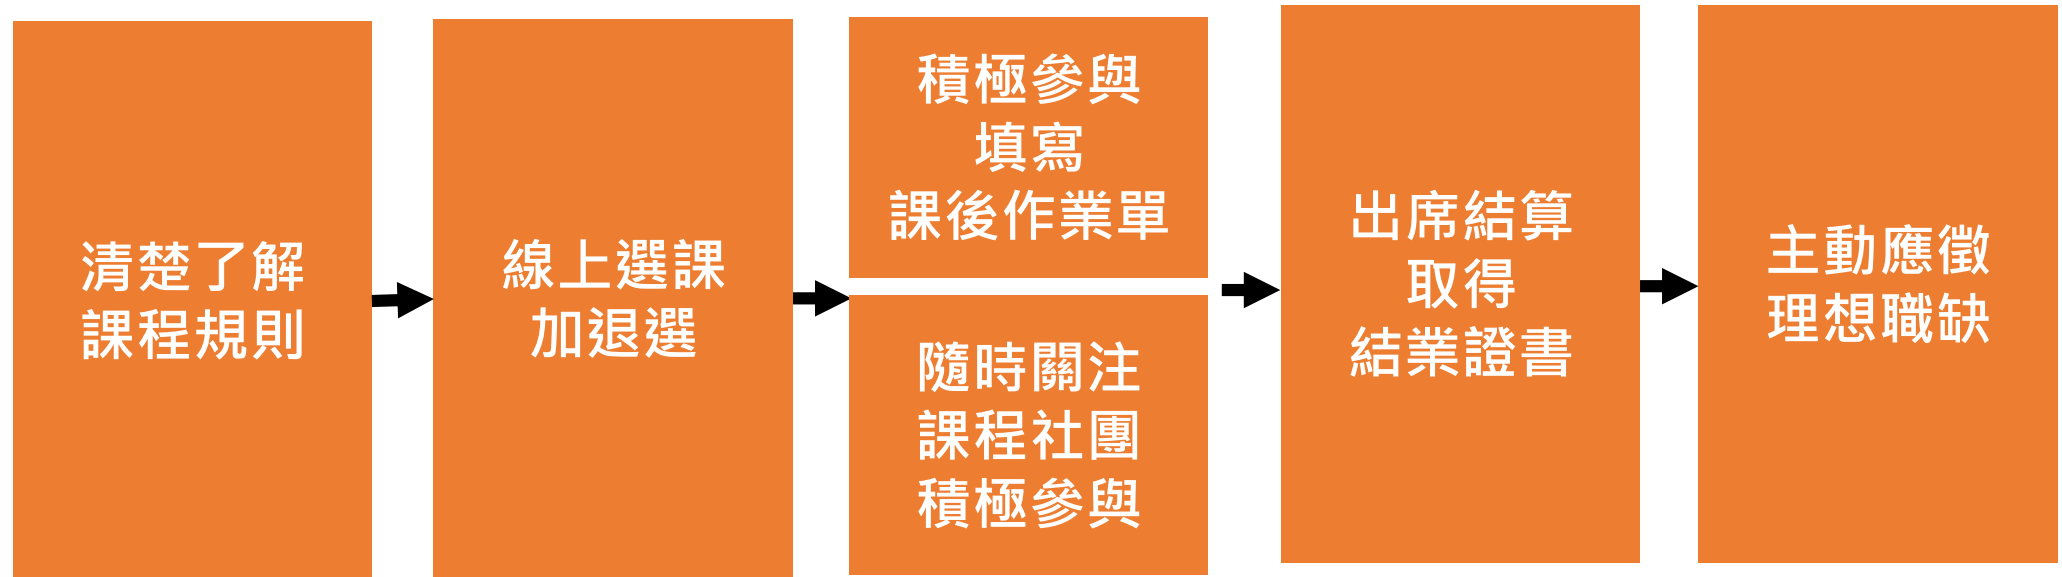 清楚了解
課程規則
線上選課
加退選
積極參與
填寫
課後作業單
隨時關注
課程社團
積極參與
出席結算
取得
結業證書
主動應徵
理想職缺